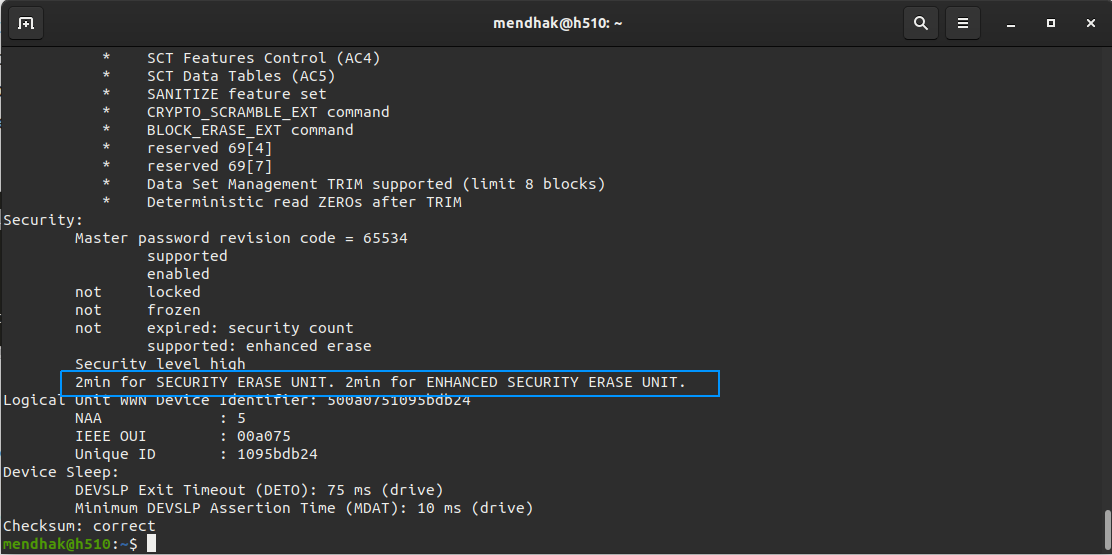 mendhak@h510: ~
* SCT Features Control (AC4)
* SCT Data Tables (AC5)
* SANITIZE feature set
* CRYPTO_SCRAMBLE_EXT command
* BLOCK_ERASE_EXT command
* reserved 69[4]
* reserved 69[7]
* Data Set Management TRIM supported (limit 8 blocks)
* Deterministic read ZEROs after TRIM
Security:
Master password revision code = 65534
supported
enabled
not locked
not frozen
not expired: security count
supported: enhanced erase
Security level high
2min for SECURITY ERASE UNIT. 2min for ENHANCED SECURITY ERASE UNIT.
Logical Unit WWN Device Identifier: 500a0751095bdb24
NAA : 5
IEEE OUI : 00a075
Unique ID : 1095bdb24
Device Sleep:
DEVSLP Exit Timeout (DETO): 75 ms (drive)
Minimum DEVSLP Assertion Time (MDAT): 10 ms (drive)
Checksum: correct
mendhak@h510:~$